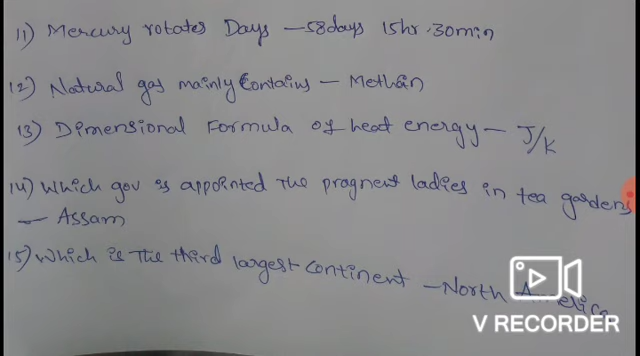 11) Mercury rotates Days – 58days 15hr.30min
12) Natural gas mainly Contains – Methan
13) Dimensional Formula of heat energy – J/K
14) Which gov is appointed The pragnent ladies in tea gardens
– Assam
15) Which is The third largest continent – North America
V RECORDER